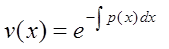 v(x) = e^{-∫ p(x) dx}